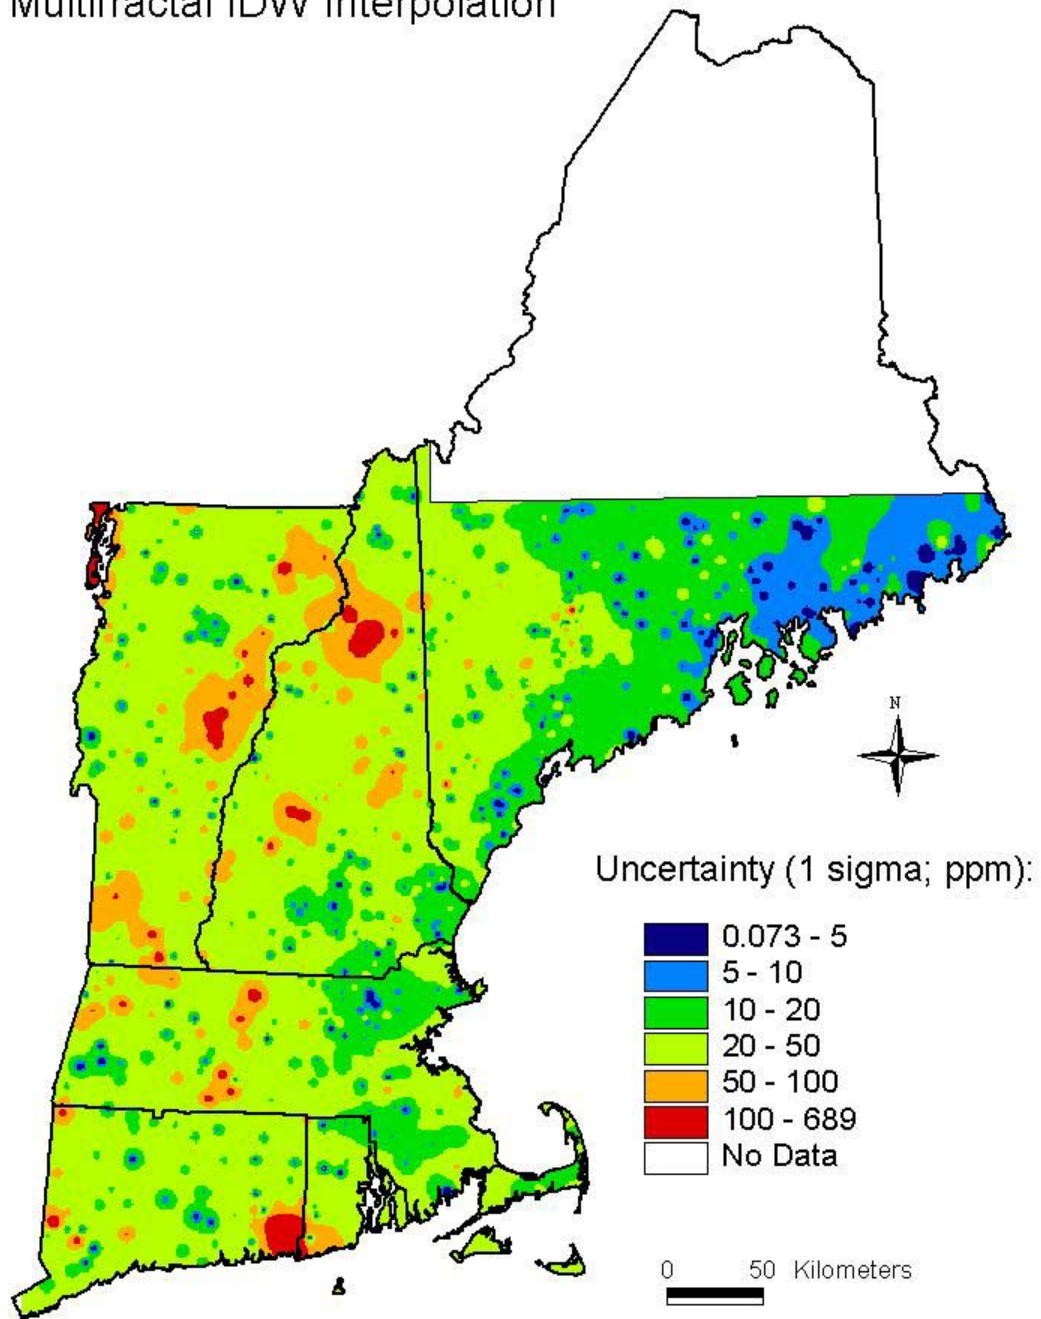 Multifractal IDW Interpolation
N
Uncertainty (1 sigma; ppm):
0.073 - 5
5 - 10
10 - 20
20 - 50
50 - 100
100 - 689
No Data
0 50 Kilometers